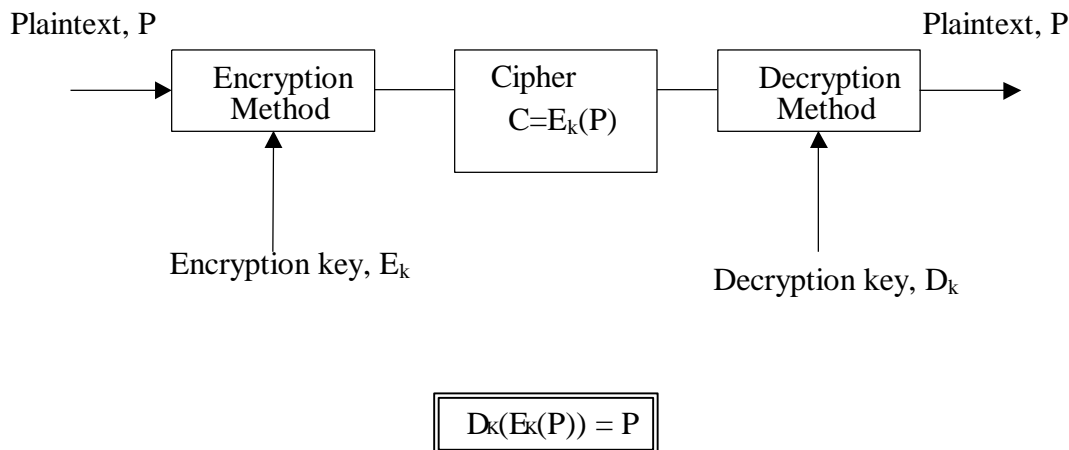 Plaintext, P
Plaintext, P
Encryption
Method
Cipher
C=Eₖ(P)
Decryption
Method
Encryption key, Eₖ
Decryption key, Dₖ
Dₖ(Eₖ(P)) = P